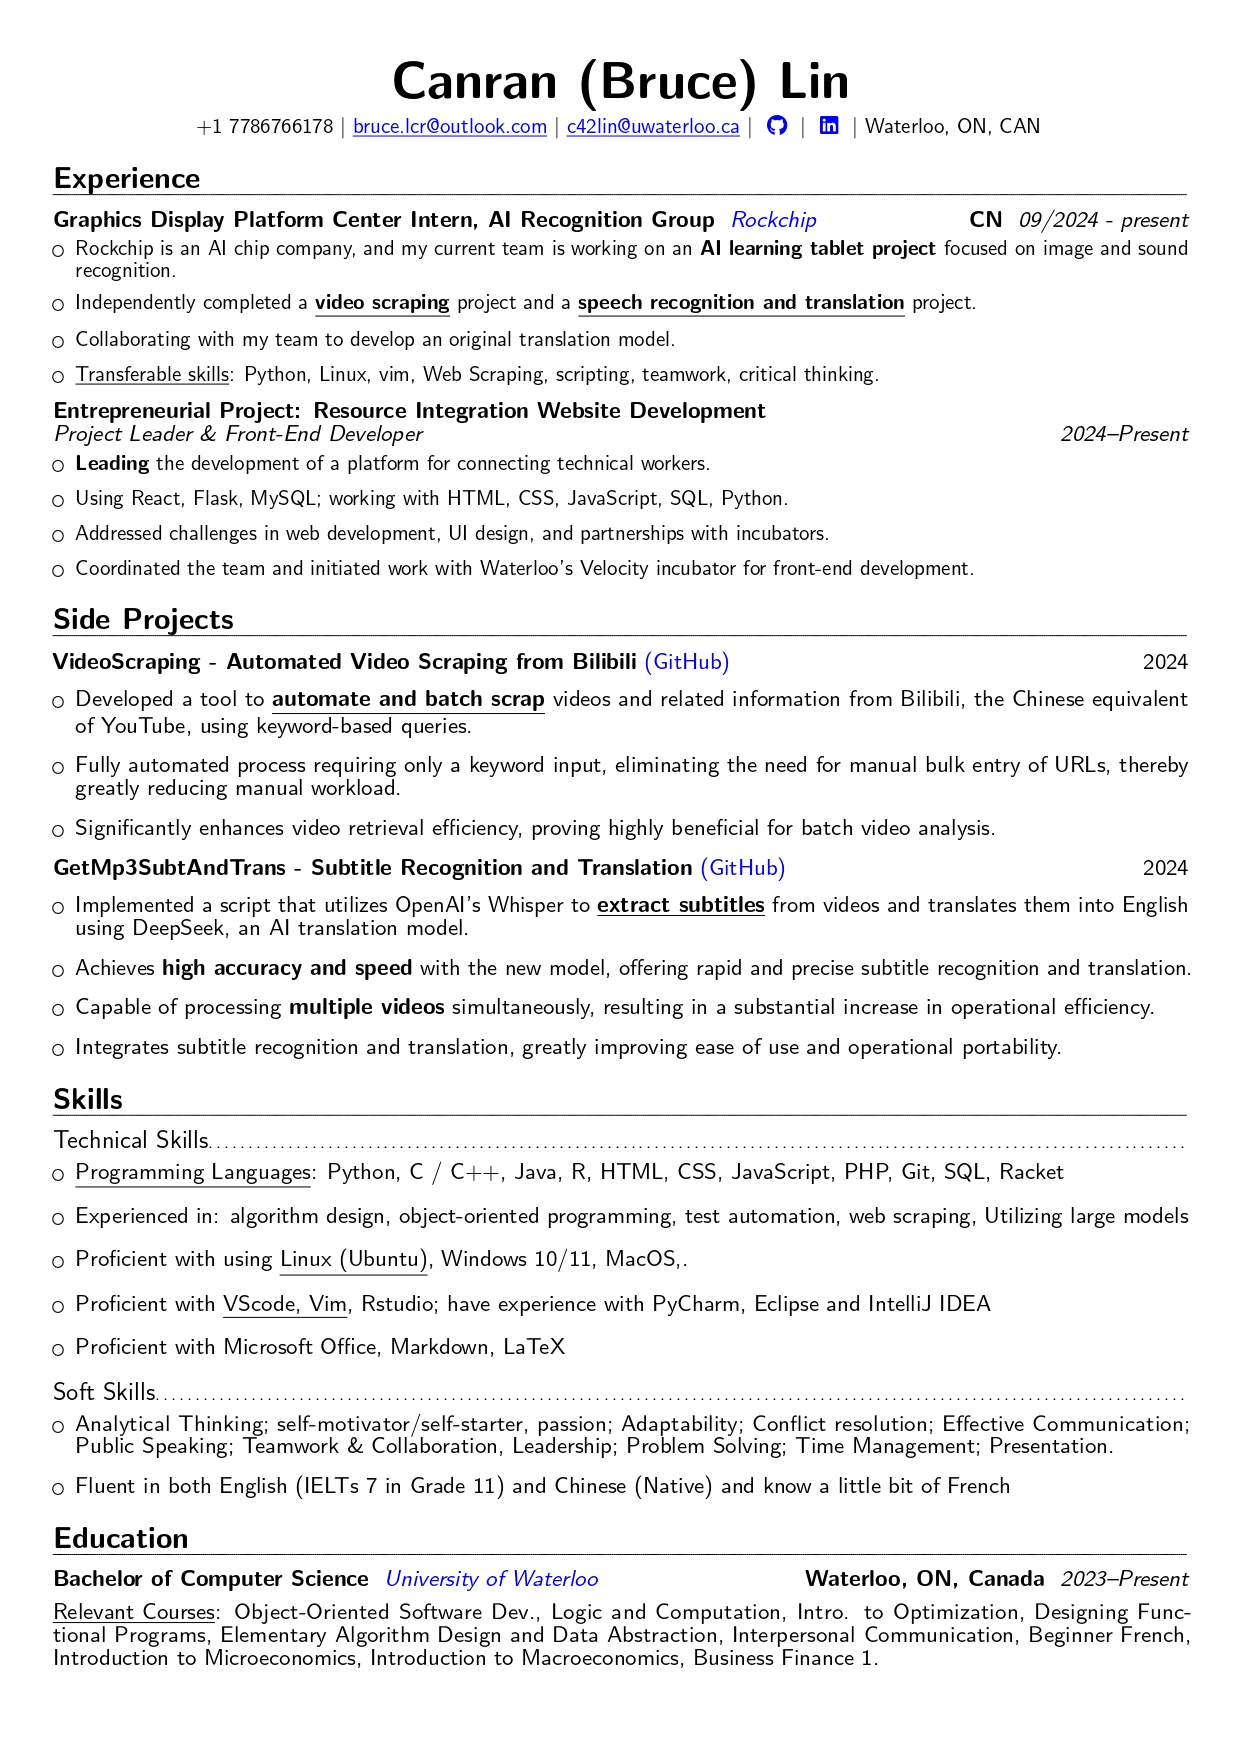 Canran (Bruce) Lin
+1 7786766178 | bruce.lcr@outlook.com | c42lin@uwaterloo.ca | | | Waterloo, ON, CAN
Experience
Graphics Display Platform Center Intern, AI Recognition Group Rockchip CN 09/2024 - present
○ Rockchip is an AI chip company, and my current team is working on an AI learning tablet project focused on image and sound
recognition.
○ Independently completed a video scraping project and a speech recognition and translation project.
○ Collaborating with my team to develop an original translation model.
○ Transferable skills: Python, Linux, vim, Web Scraping, scripting, teamwork, critical thinking.
Entrepreneurial Project: Resource Integration Website Development
Project Leader & Front-End Developer 2024–Present
○ Leading the development of a platform for connecting technical workers.
○ Using React, Flask, MySQL; working with HTML, CSS, JavaScript, SQL, Python.
○ Addressed challenges in web development, UI design, and partnerships with incubators.
○ Coordinated the team and initiated work with Waterloo's Velocity incubator for front-end development.
Side Projects
VideoScraping - Automated Video Scraping from Bilibili (GitHub) 2024
○ Developed a tool to automate and batch scrap videos and related information from Bilibili, the Chinese equivalent
of YouTube, using keyword-based queries.
○ Fully automated process requiring only a keyword input, eliminating the need for manual bulk entry of URLs, thereby
greatly reducing manual workload.
○ Significantly enhances video retrieval efficiency, proving highly beneficial for batch video analysis.
GetMp3SubtAndTrans - Subtitle Recognition and Translation (GitHub) 2024
○ Implemented a script that utilizes OpenAI's Whisper to extract subtitles from videos and translates them into English
using DeepSeek, an AI translation model.
○ Achieves high accuracy and speed with the new model, offering rapid and precise subtitle recognition and translation.
○ Capable of processing multiple videos simultaneously, resulting in a substantial increase in operational efficiency.
○ Integrates subtitle recognition and translation, greatly improving ease of use and operational portability.
Skills
Technical Skills
○ Programming Languages: Python, C / C++, Java, R, HTML, CSS, JavaScript, PHP, Git, SQL, Racket
○ Experienced in: algorithm design, object-oriented programming, test automation, web scraping, Utilizing large models
○ Proficient with using Linux (Ubuntu), Windows 10/11, MacOS,.
○ Proficient with VScode, Vim, Rstudio; have experience with PyCharm, Eclipse and IntelliJ IDEA
○ Proficient with Microsoft Office, Markdown, LaTeX
Soft Skills
○ Analytical Thinking; self-motivator/self-starter, passion; Adaptability; Conflict resolution; Effective Communication;
Public Speaking; Teamwork & Collaboration, Leadership; Problem Solving; Time Management; Presentation.
○ Fluent in both English (IELTs 7 in Grade 11) and Chinese (Native) and know a little bit of French
Education
Bachelor of Computer Science University of Waterloo Waterloo, ON, Canada 2023–Present
Relevant Courses: Object-Oriented Software Dev., Logic and Computation, Intro. to Optimization, Designing Func-
tional Programs, Elementary Algorithm Design and Data Abstraction, Interpersonal Communication, Beginner French,
Introduction to Microeconomics, Introduction to Macroeconomics, Business Finance 1.